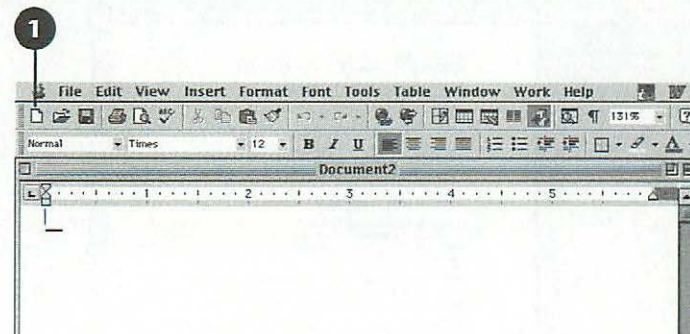 1
File Edit View Insert Format Font Tools Table Window Work Help
ABC ¶ 131% ?
Normal Times 12 B I U A
Document2
L 1 2 3 4 5